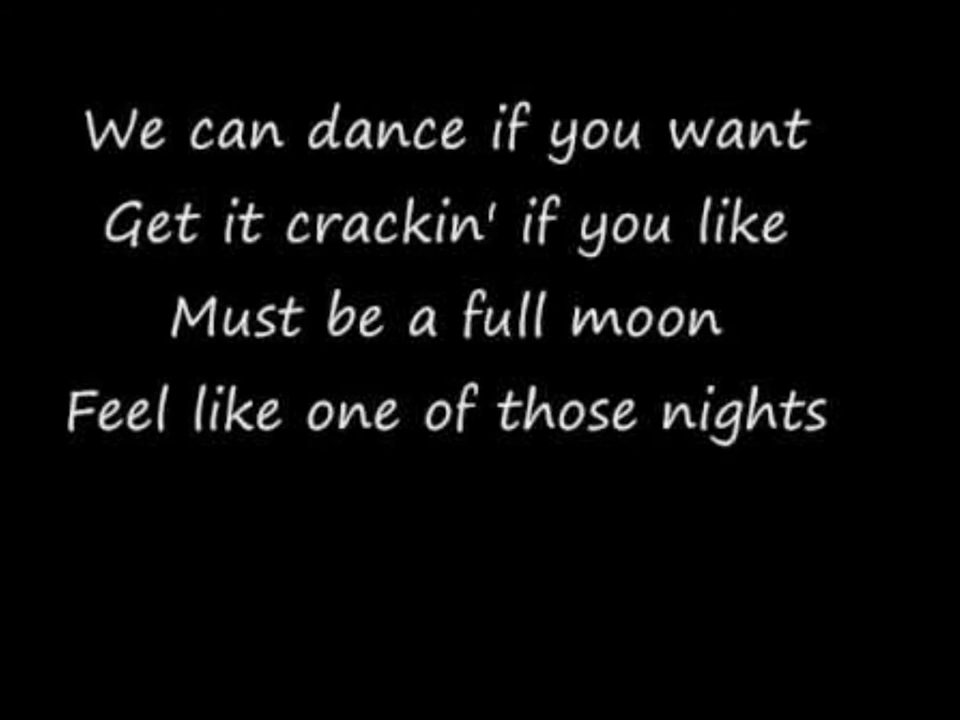 We can dance if you want
Get it crackin' if you like
Must be a full moon
Feel like one of those nights